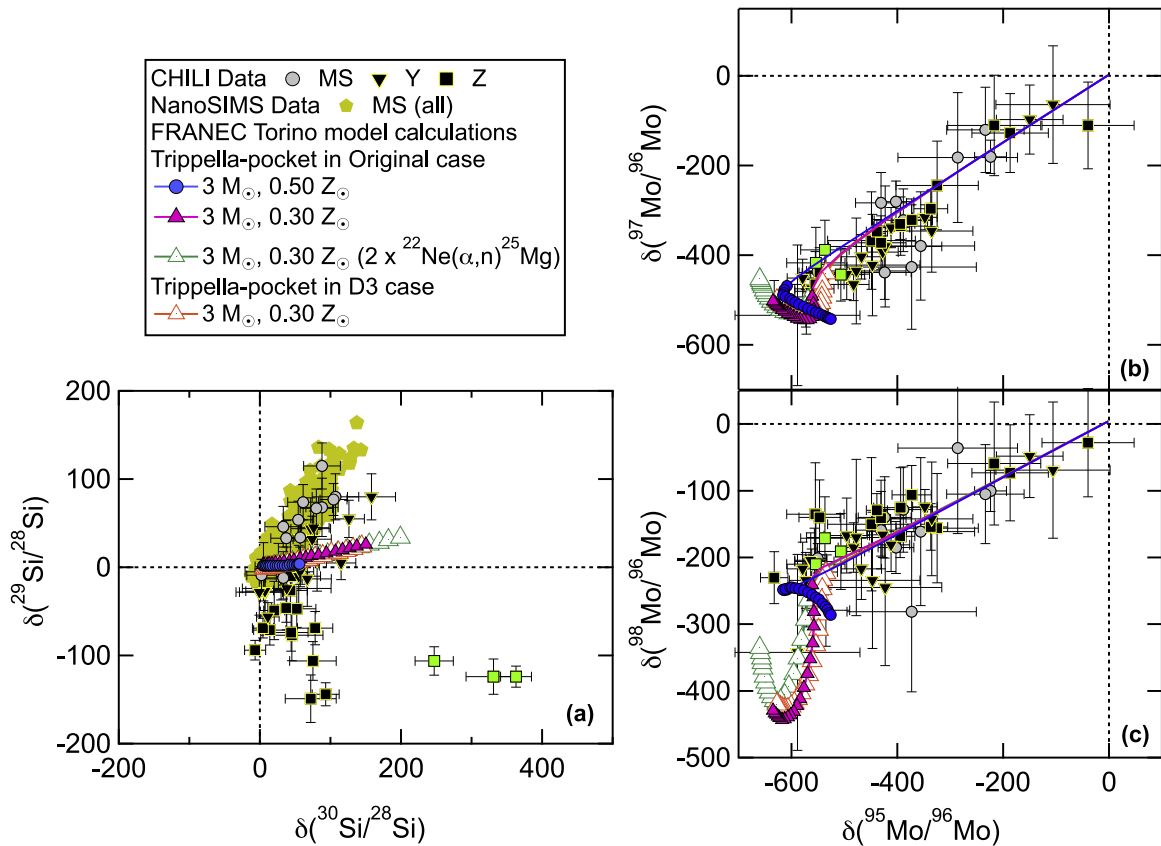 CHILI Data MS Y Z
NanoSIMS Data MS (all)
FRANEC Torino model calculations
Trippella-pocket in Original case
3 M☉, 0.50 Z☉
3 M☉, 0.30 Z☉
3 M☉, 0.30 Z☉ (2 x ²²Ne(α,n)²⁵Mg)
Trippella-pocket in D3 case
3 M☉, 0.30 Z☉
200
100
0
-100
-200
δ(²⁹Si/²⁸Si)
(a)
-200 0 200 400
δ(³⁰Si/²⁸Si)
0
-200
-400
-600
δ(⁹⁷Mo/⁹⁶Mo)
(b)
0
-100
-200
-300
-400
-500
δ(⁹⁸Mo/⁹⁶Mo)
(c)
-600 -400 -200 0
δ(⁹⁵Mo/⁹⁶Mo)